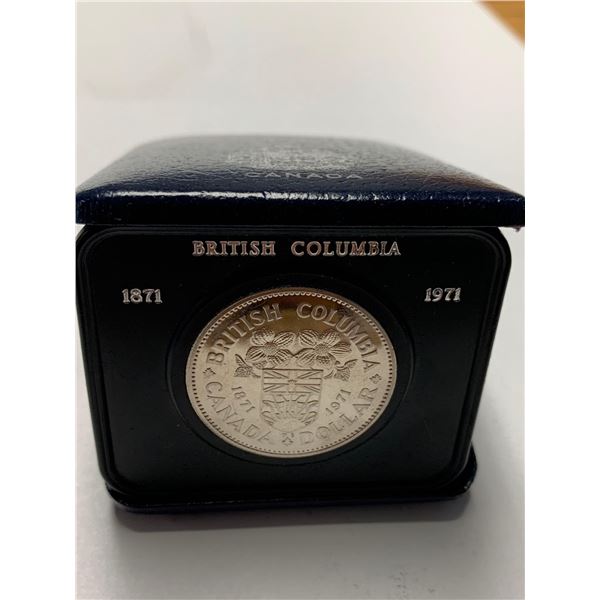 CANADA
BRITISH COLUMBIA
1871 1971
BRITISH COLUMBIA
1871 1971
CANADA DOLLAR